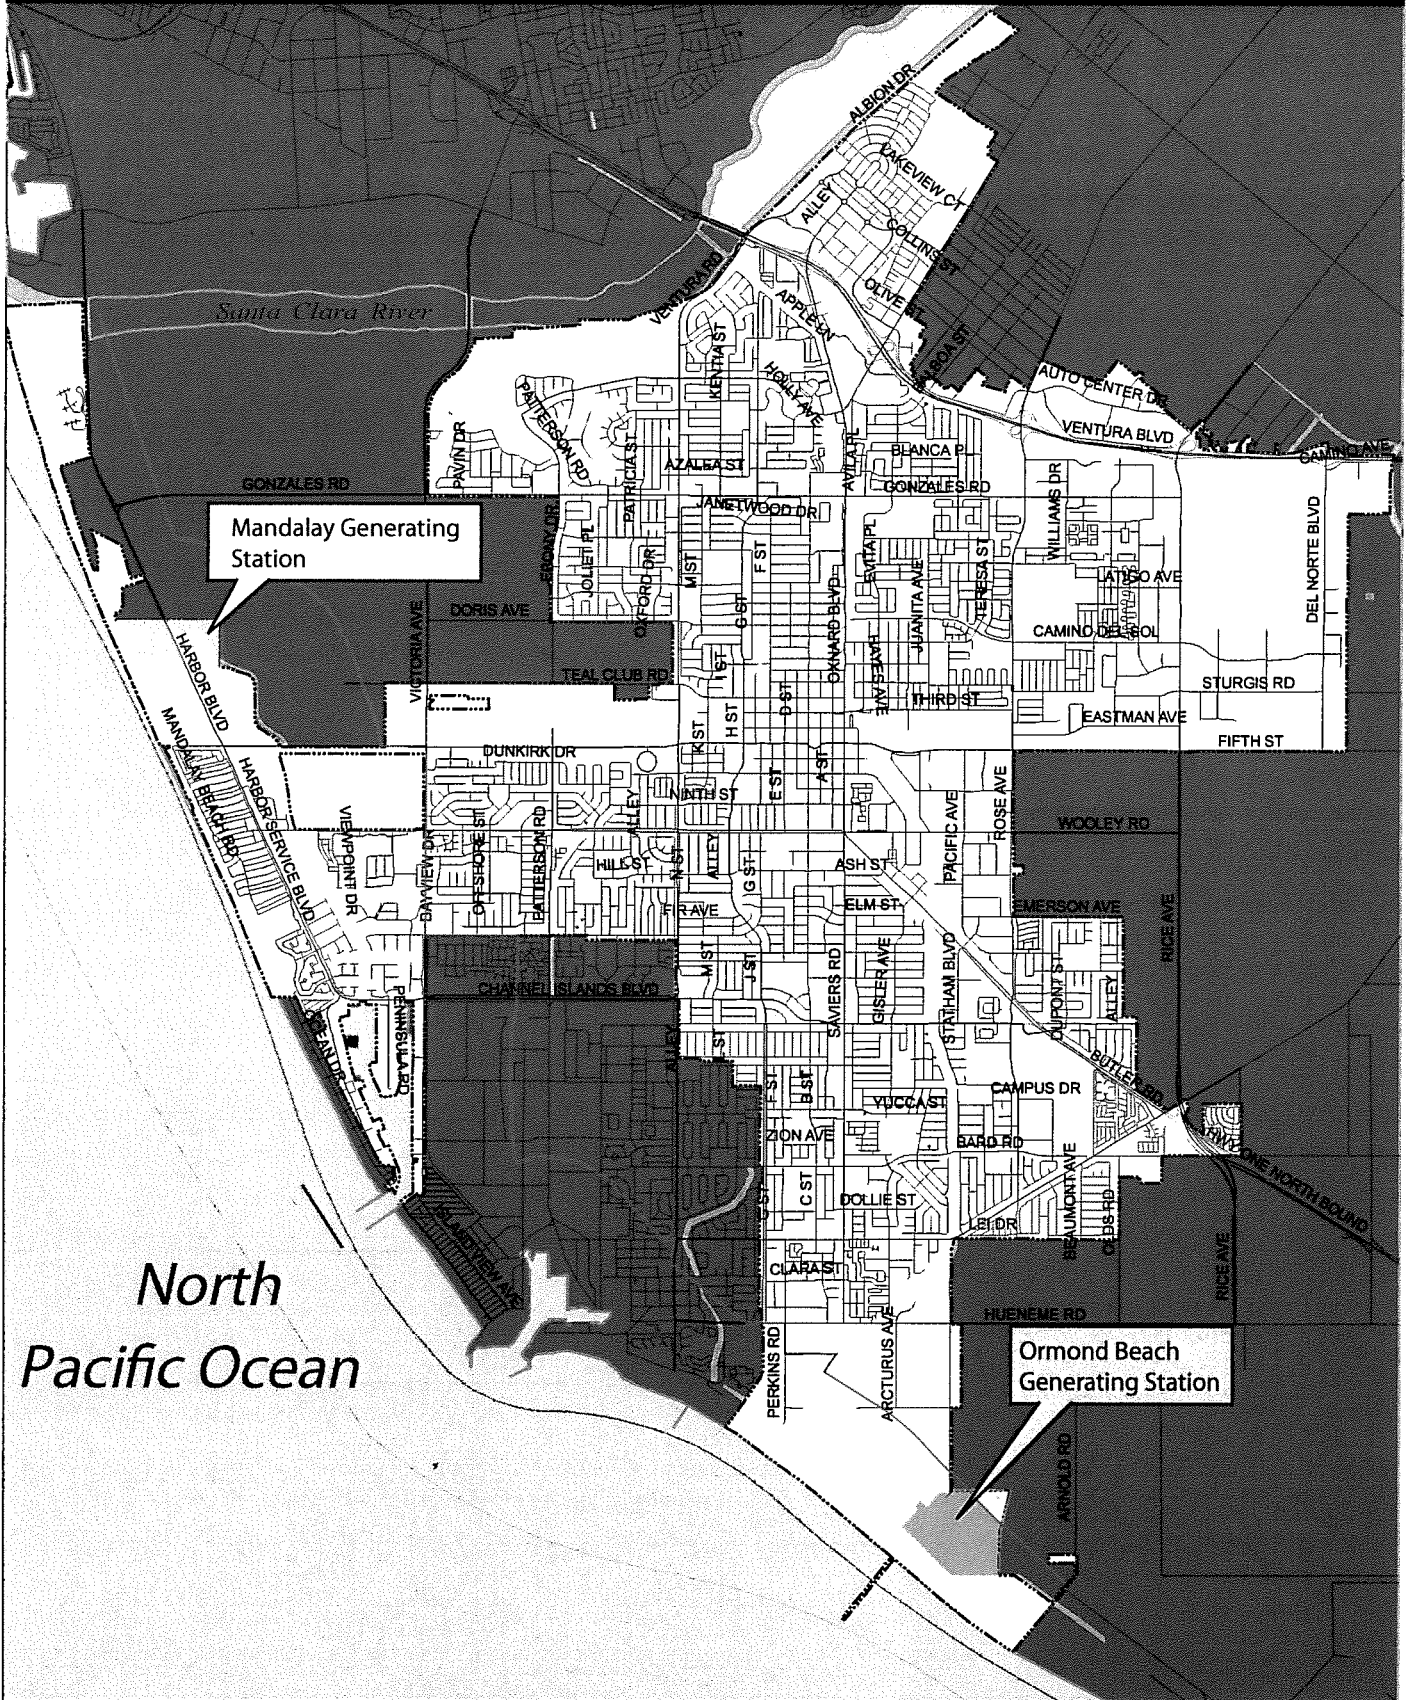 ALBION DR
LAKEVIEW CT
ALLEY
COLLINS ST
VENTURA RD
OLIVE ST
APPLE LN
Santa Clara River
KENTIA ST
HOLLY AVE
AUTO CENTER DR
PATTERSON RD
VENTURA BLVD
CAMINO AVE
PAVIN DR
PATRICIA ST
AZALEA ST
AVILA PL
BLANCA PL
GONZALES RD
GONZALES RD
WILLIAMS DR
JANETWOOD DR
DEL NORTE BLVD
Mandalay Generating
Station
EBONY DR
JOLIET PL
OXFORD DR
M ST
F ST
EVITA PL
JUANITA AVE
TERESA ST
LATIGO AVE
VICTORIA AVE
DORIS AVE
G ST
OXNARD BLVD
CAMINO DEL SOL
HARBOR BLVD
TEAL CLUB RD
I ST
HAYES AVE
D ST
THIRD ST
STURGIS RD
H ST
EASTMAN AVE
K ST
FIFTH ST
MANDALAY BEACH RD
DUNKIRK DR
A ST
E ST
NINTH ST
HARBOR SERVICE BLVD
VIEWPOINT DR
ALLEY
PACIFIC AVE
ROSE AVE
WOOLEY RD
BAYVIEW DR
OFFSHORE ST
PATTERSON RD
HILL ST
N ST
ALLEY
G ST
ASH ST
FIR AVE
ELM ST
EMERSON AVE
RICE AVE
M ST
J ST
SAVIERS RD
GISLER AVE
STATHAM BLVD
DUPONT ST
ALLEY
CHANNEL ISLANDS BLVD
PENINSULA RD
OCEAN DR
ALLEY
BUTLER RD
F ST
B ST
YUCCA ST
CAMPUS DR
ZION AVE
BARD RD
HWY ONE NORTH BOUND
C ST
DOLLIE ST
BEAUMONT AVE
OLDS RD
LEI DR
ISLAND VIEW AVE
CLARA ST
RICE AVE
North
Pacific Ocean
HUENEME RD
PERKINS RD
ARCTURUS AVE
Ormond Beach
Generating Station
ARNOLD RD